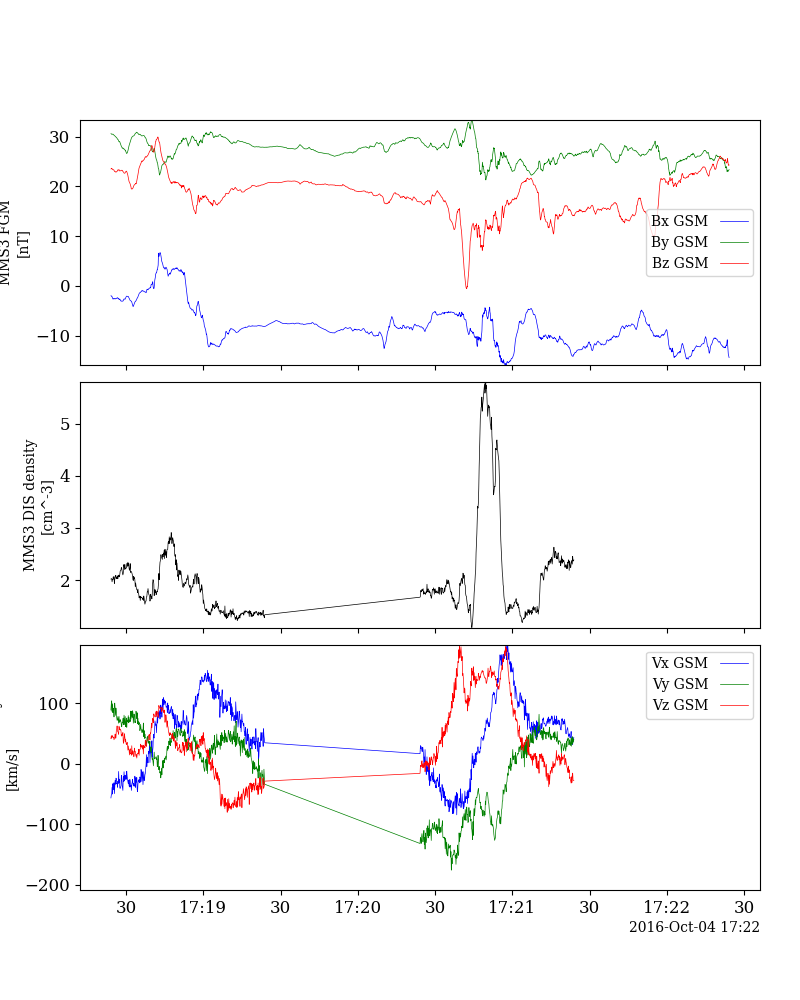 30
20
10
0
−10
MMS3 FGM
[nT]
Bx GSM
By GSM
Bz GSM
5
4
3
2
MMS3 DIS density
[cm^-3]
100
0
−100
−200
[km/s]
Vx GSM
Vy GSM
Vz GSM
30 17:19 30 17:20 30 17:21 30 17:22 30
2016-Oct-04 17:22